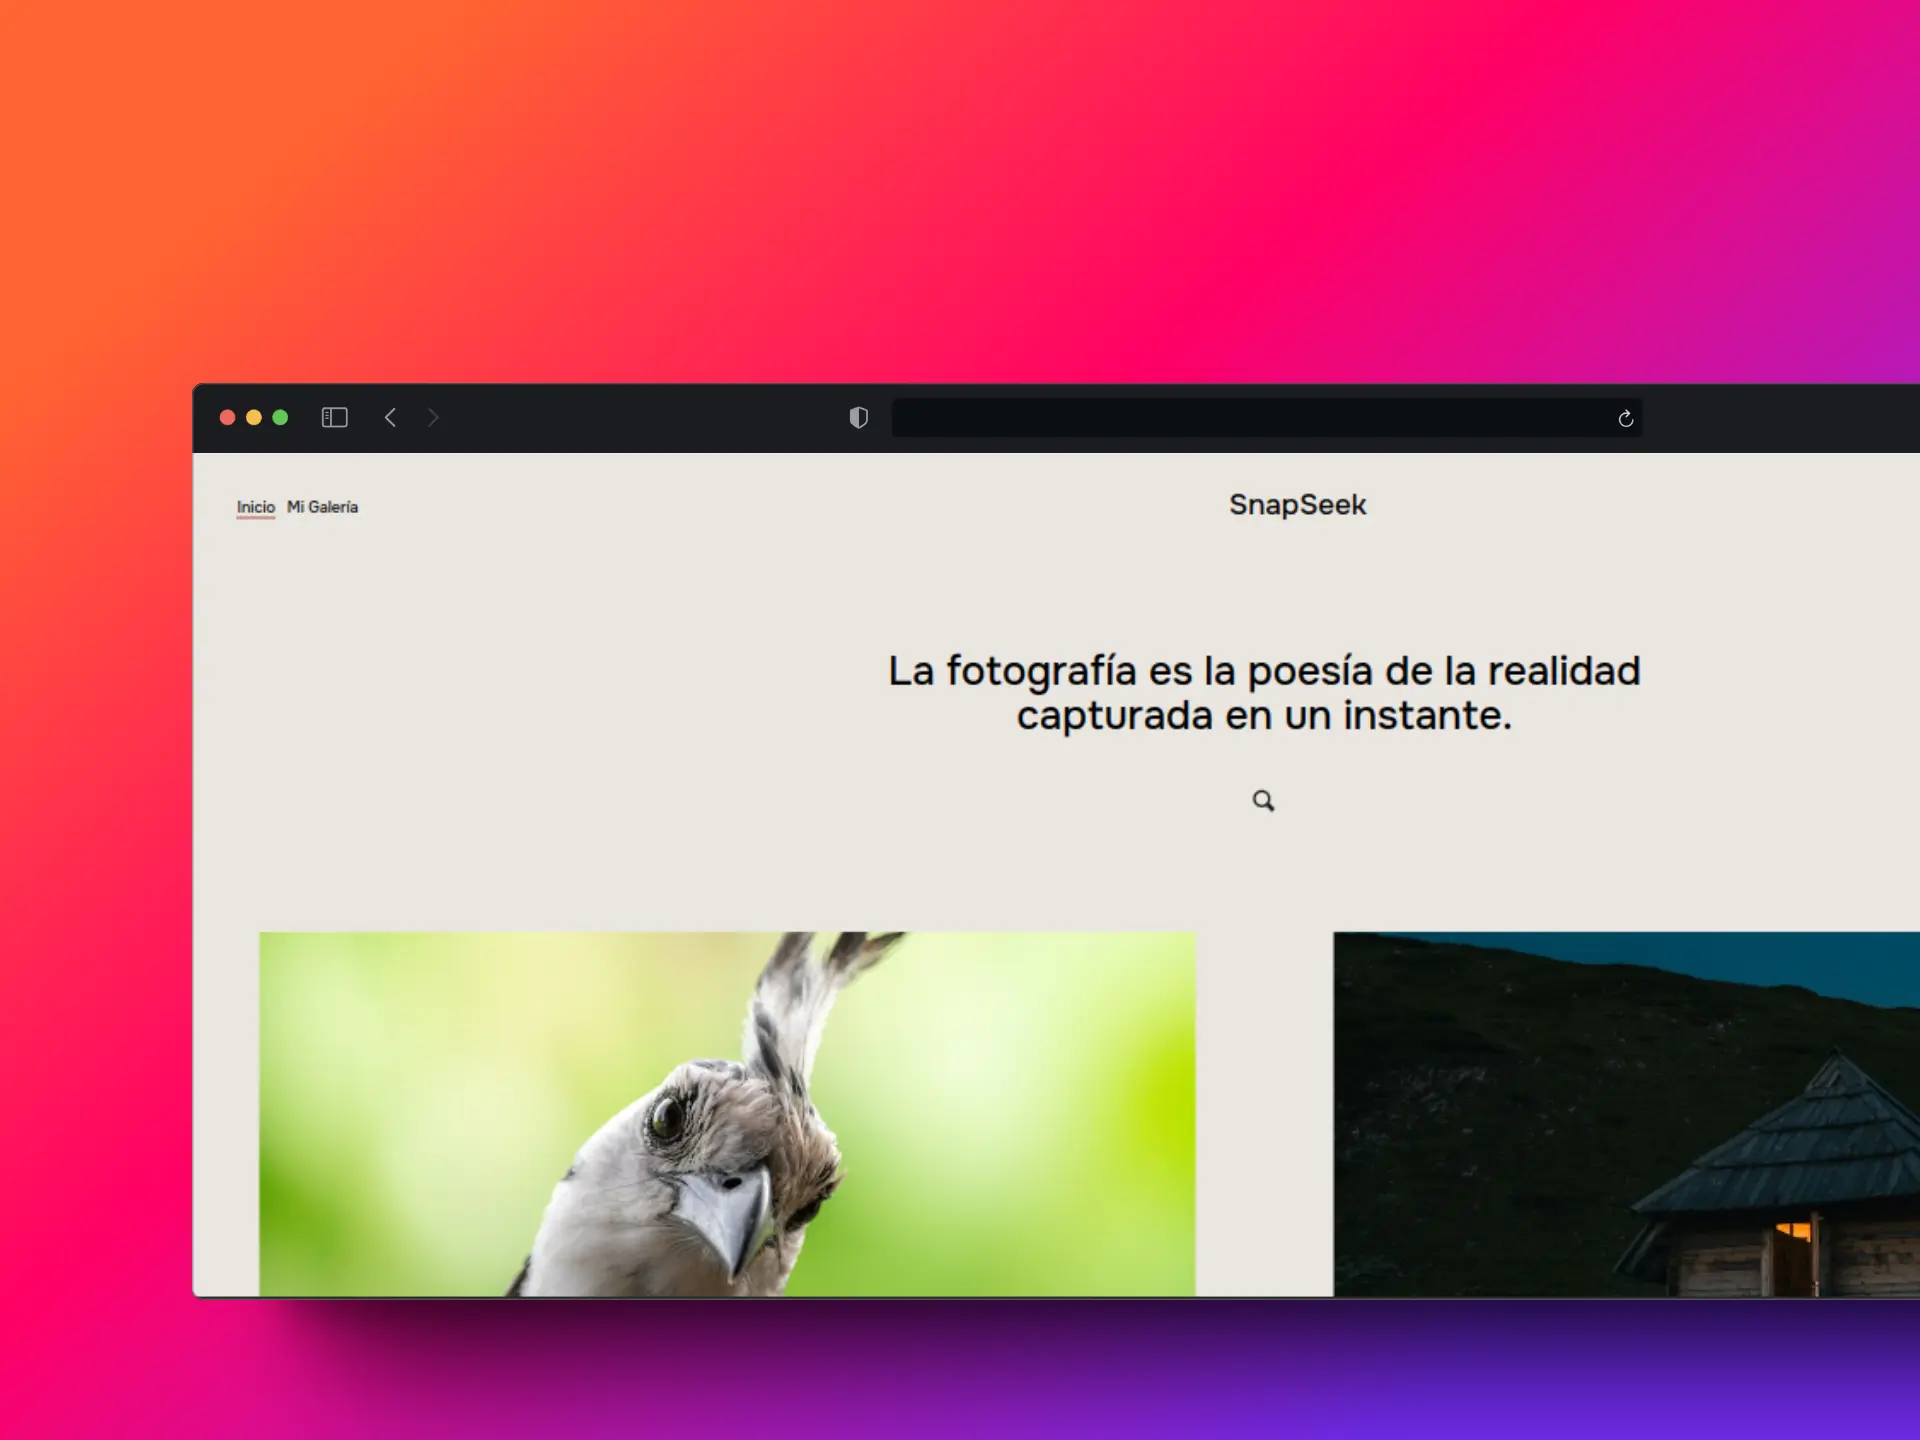 Inicio Mi Galería
SnapSeek
La fotografía es la poesía de la realidad
capturada en un instante.